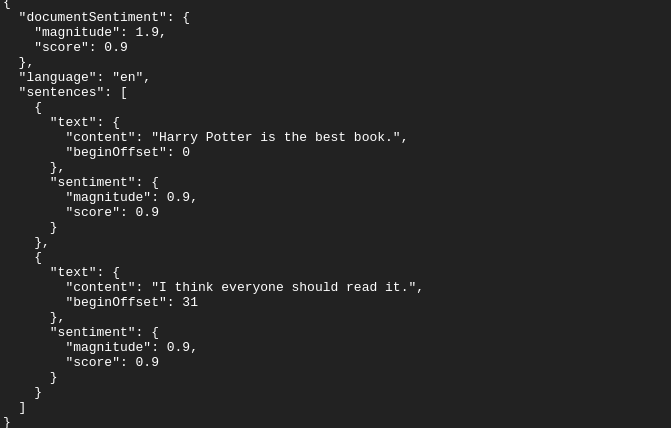 {
  "documentSentiment": {
    "magnitude": 1.9,
    "score": 0.9
  },
  "language": "en",
  "sentences": [
    {
      "text": {
        "content": "Harry Potter is the best book.",
        "beginOffset": 0
      },
      "sentiment": {
        "magnitude": 0.9,
        "score": 0.9
      }
    },
    {
      "text": {
        "content": "I think everyone should read it.",
        "beginOffset": 31
      },
      "sentiment": {
        "magnitude": 0.9,
        "score": 0.9
      }
    }
  ]
}